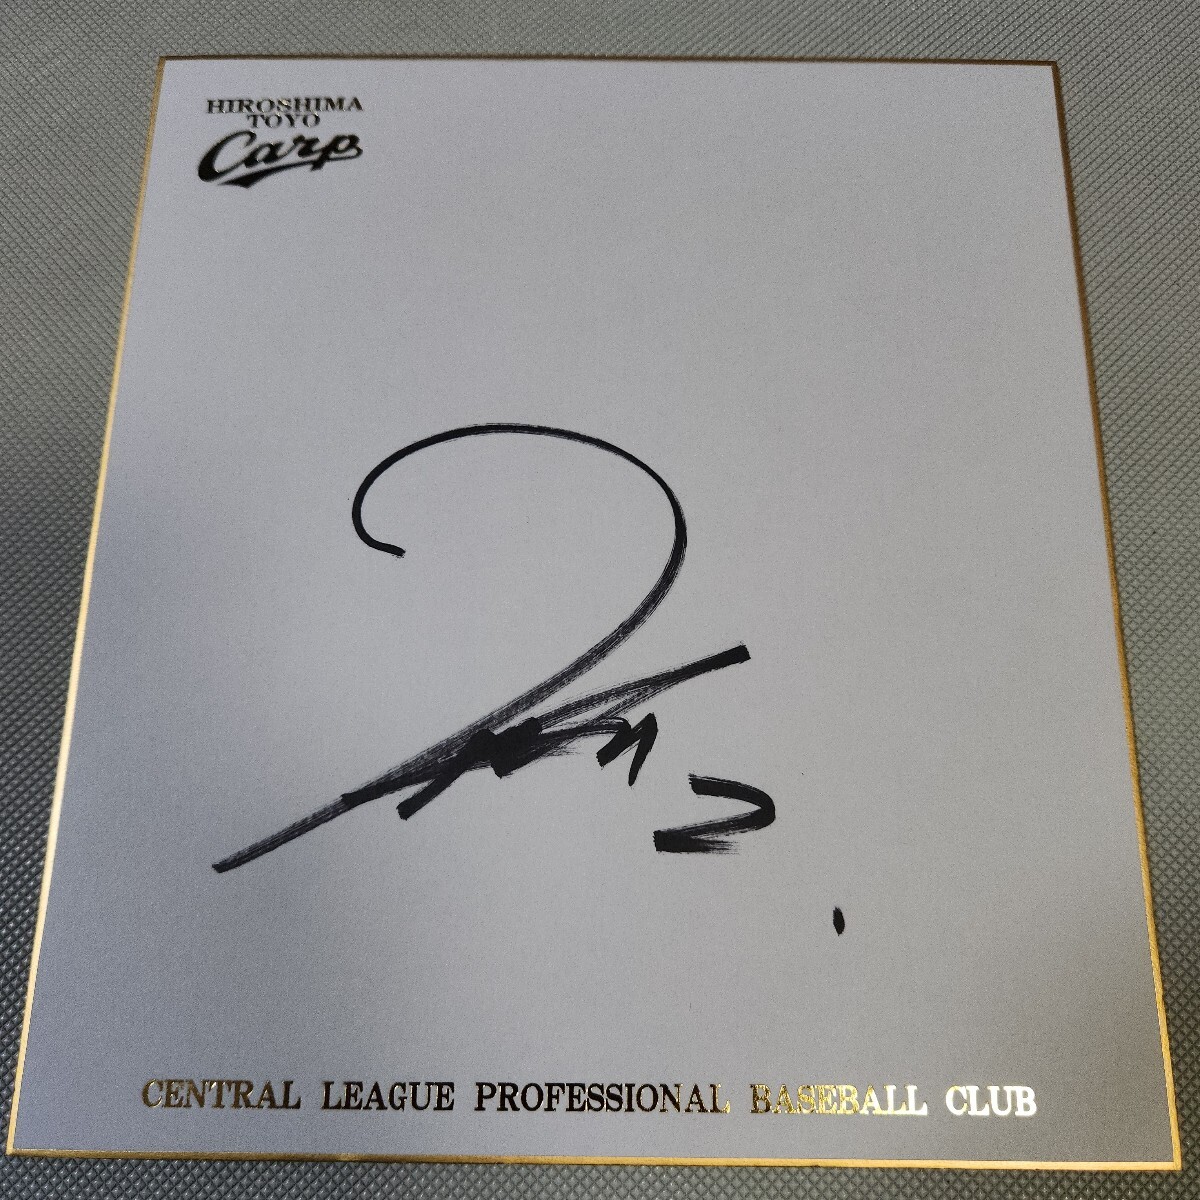 HIROSHIMA
TOYO
Carp
CENTRAL LEAGUE PROFESSIONAL BASEBALL CLUB